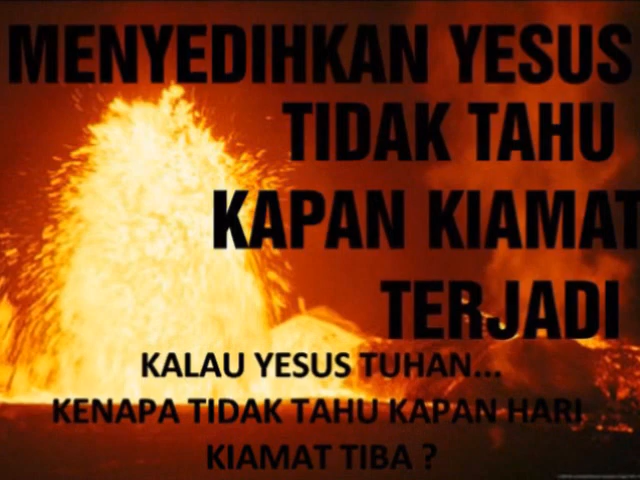 MENYEDIHKAN YESUS
TIDAK TAHU
KAPAN KIAMAT
TERJADI
KALAU YESUS TUHAN...
KENAPA TIDAK TAHU KAPAN HARI
KIAMAT TIBA ?